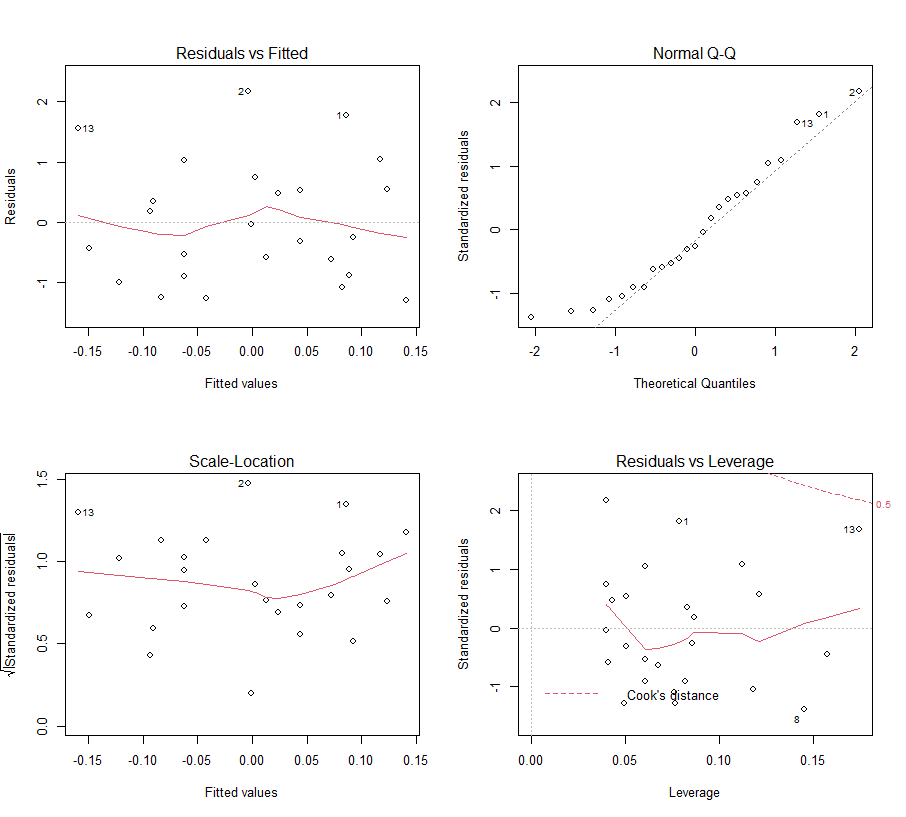 Residuals vs Fitted
Residuals
2
1
0
-1
2
1
13
-0.15 -0.10 -0.05 0.00 0.05 0.10 0.15
Fitted values
Normal Q-Q
Standardized residuals
2
1
0
-1
2
1
13
-2 -1 0 1 2
Theoretical Quantiles
Scale-Location
√|Standardized residuals|
1.5
1.0
0.5
0.0
2
1
13
-0.15 -0.10 -0.05 0.00 0.05 0.10 0.15
Fitted values
Residuals vs Leverage
Standardized residuals
2
1
0
-1
0.5
1
13
Cook's distance
8
0.00 0.05 0.10 0.15
Leverage